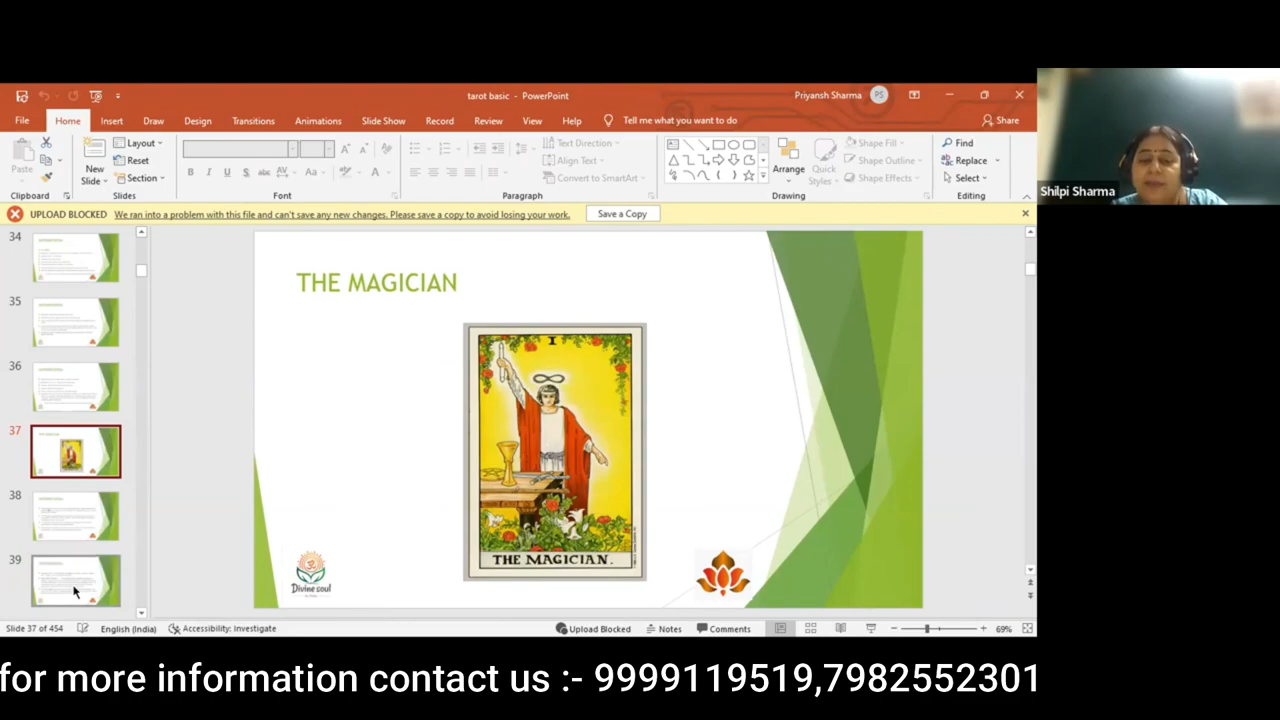 tarot basic - PowerPoint
Priyansh Sharma PS
File Home Insert Draw Design Transitions Animations Slide Show Record Review View Help Tell me what you want to do Share
Paste New Slide Layout Reset Section
B I U S abc AV Aa A
Text Direction Align Text Convert to SmartArt
Arrange Quick Styles Shape Fill Shape Outline Shape Effects
Find Replace Select
Clipboard Slides Font Paragraph Drawing Editing
UPLOAD BLOCKED We ran into a problem with this file and can't save any new changes. Please save a copy to avoid losing your work. Save a Copy
Shilpi Sharma
34
35
36
37
38
39
THE MAGICIAN
I
THE MAGICIAN.
Divine soul
Slide 37 of 454 English (India) Accessibility: Investigate Upload Blocked Notes Comments 69%
for more information contact us :- 9999119519,7982552301